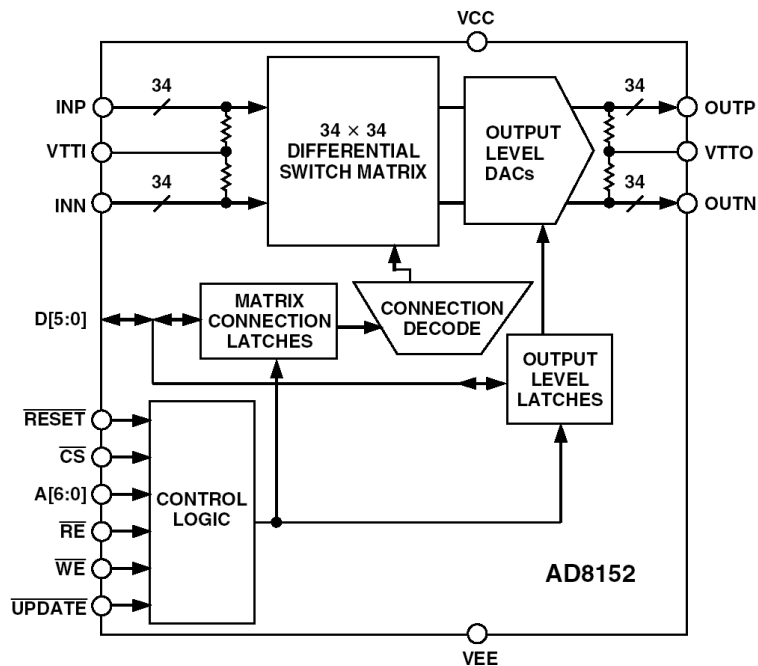 VCC
34
34
INP
OUTP
34 × 34
DIFFERENTIAL
SWITCH MATRIX
OUTPUT
LEVEL
DACs
VTTI
VTTO
34
34
INN
OUTN
D[5:0]
MATRIX
CONNECTION
LATCHES
CONNECTION
DECODE
OUTPUT
LEVEL
LATCHES
RESET
CS
A[6:0]
CONTROL
LOGIC
RE
WE
UPDATE
AD8152
VEE